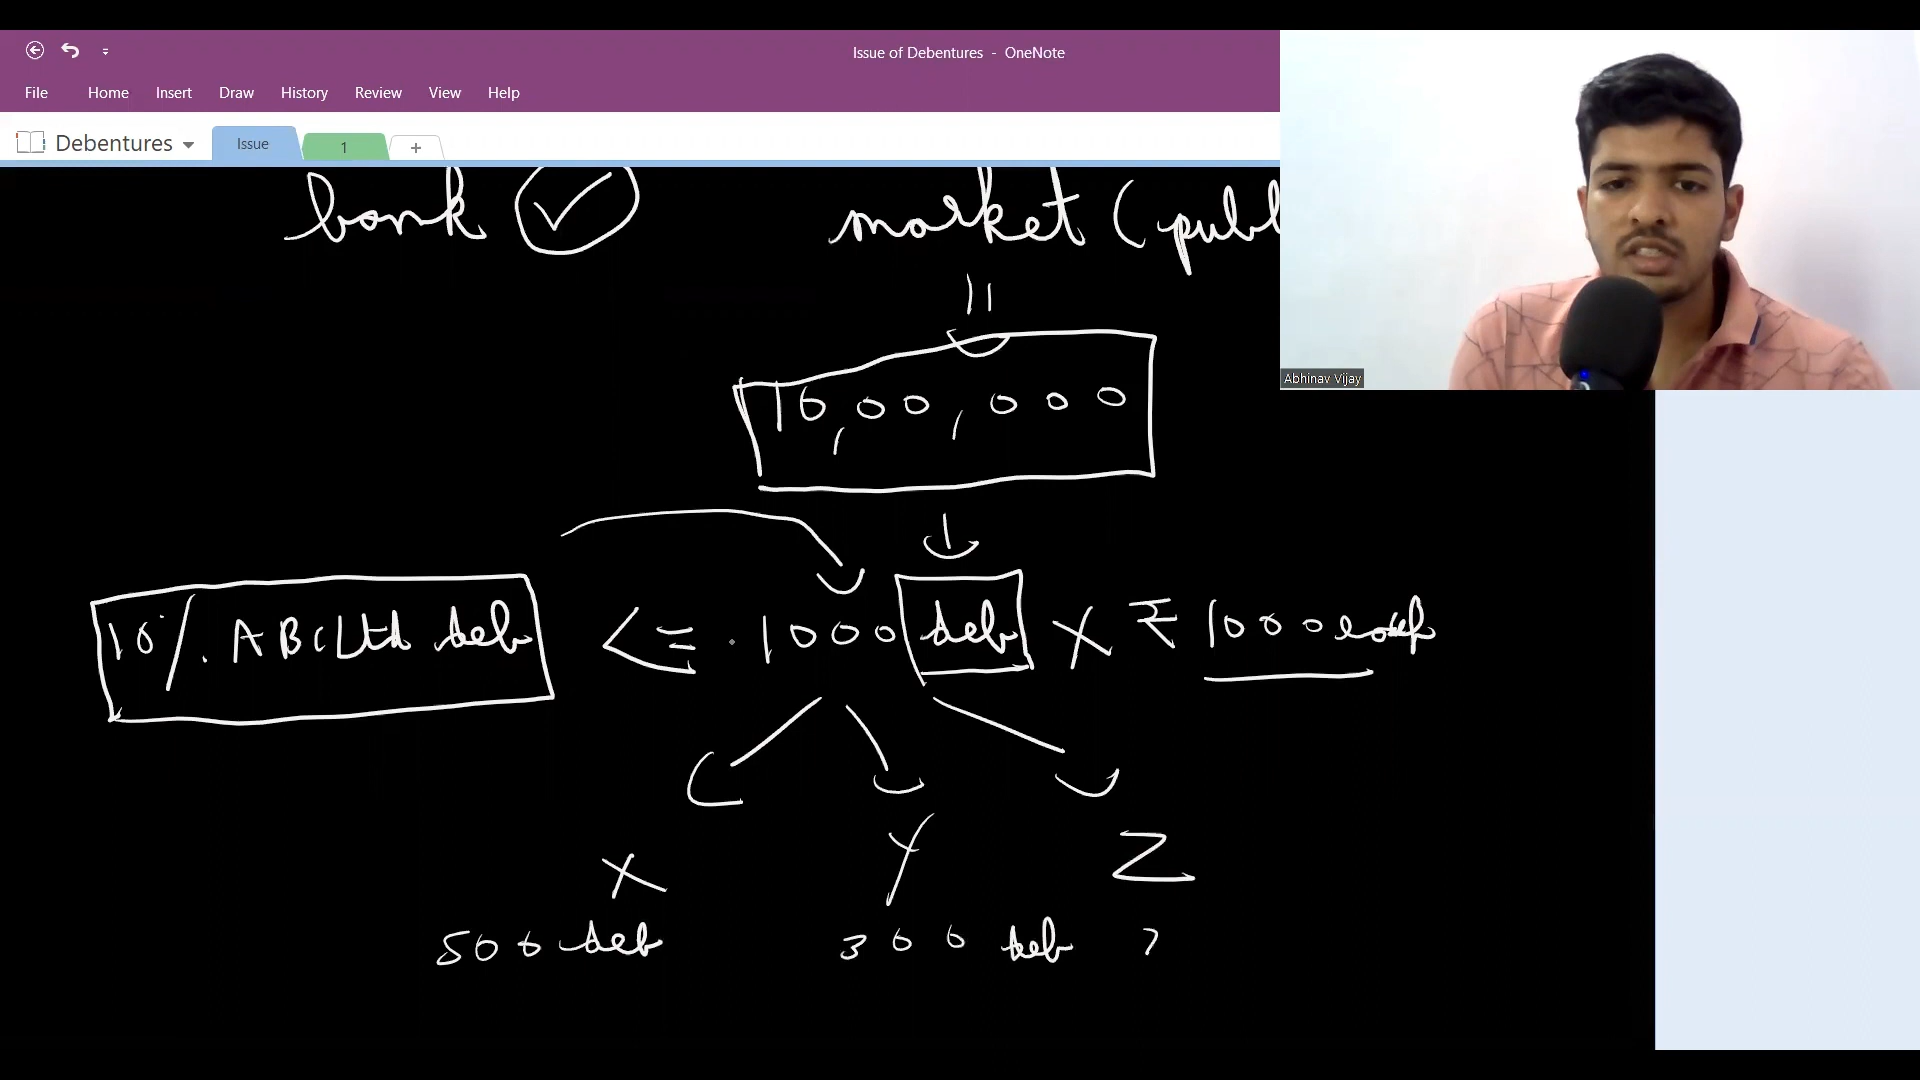 Issue of Debentures - OneNote
File Home Insert Draw History Review View Help
Debentures Issue 1 +
bank market (publ
Abhinav Vijay
10,00,000
10%. ABC Ltd deb <= 1000 deb X ₹ 1000 each
X Y Z
500 deb 300 deb